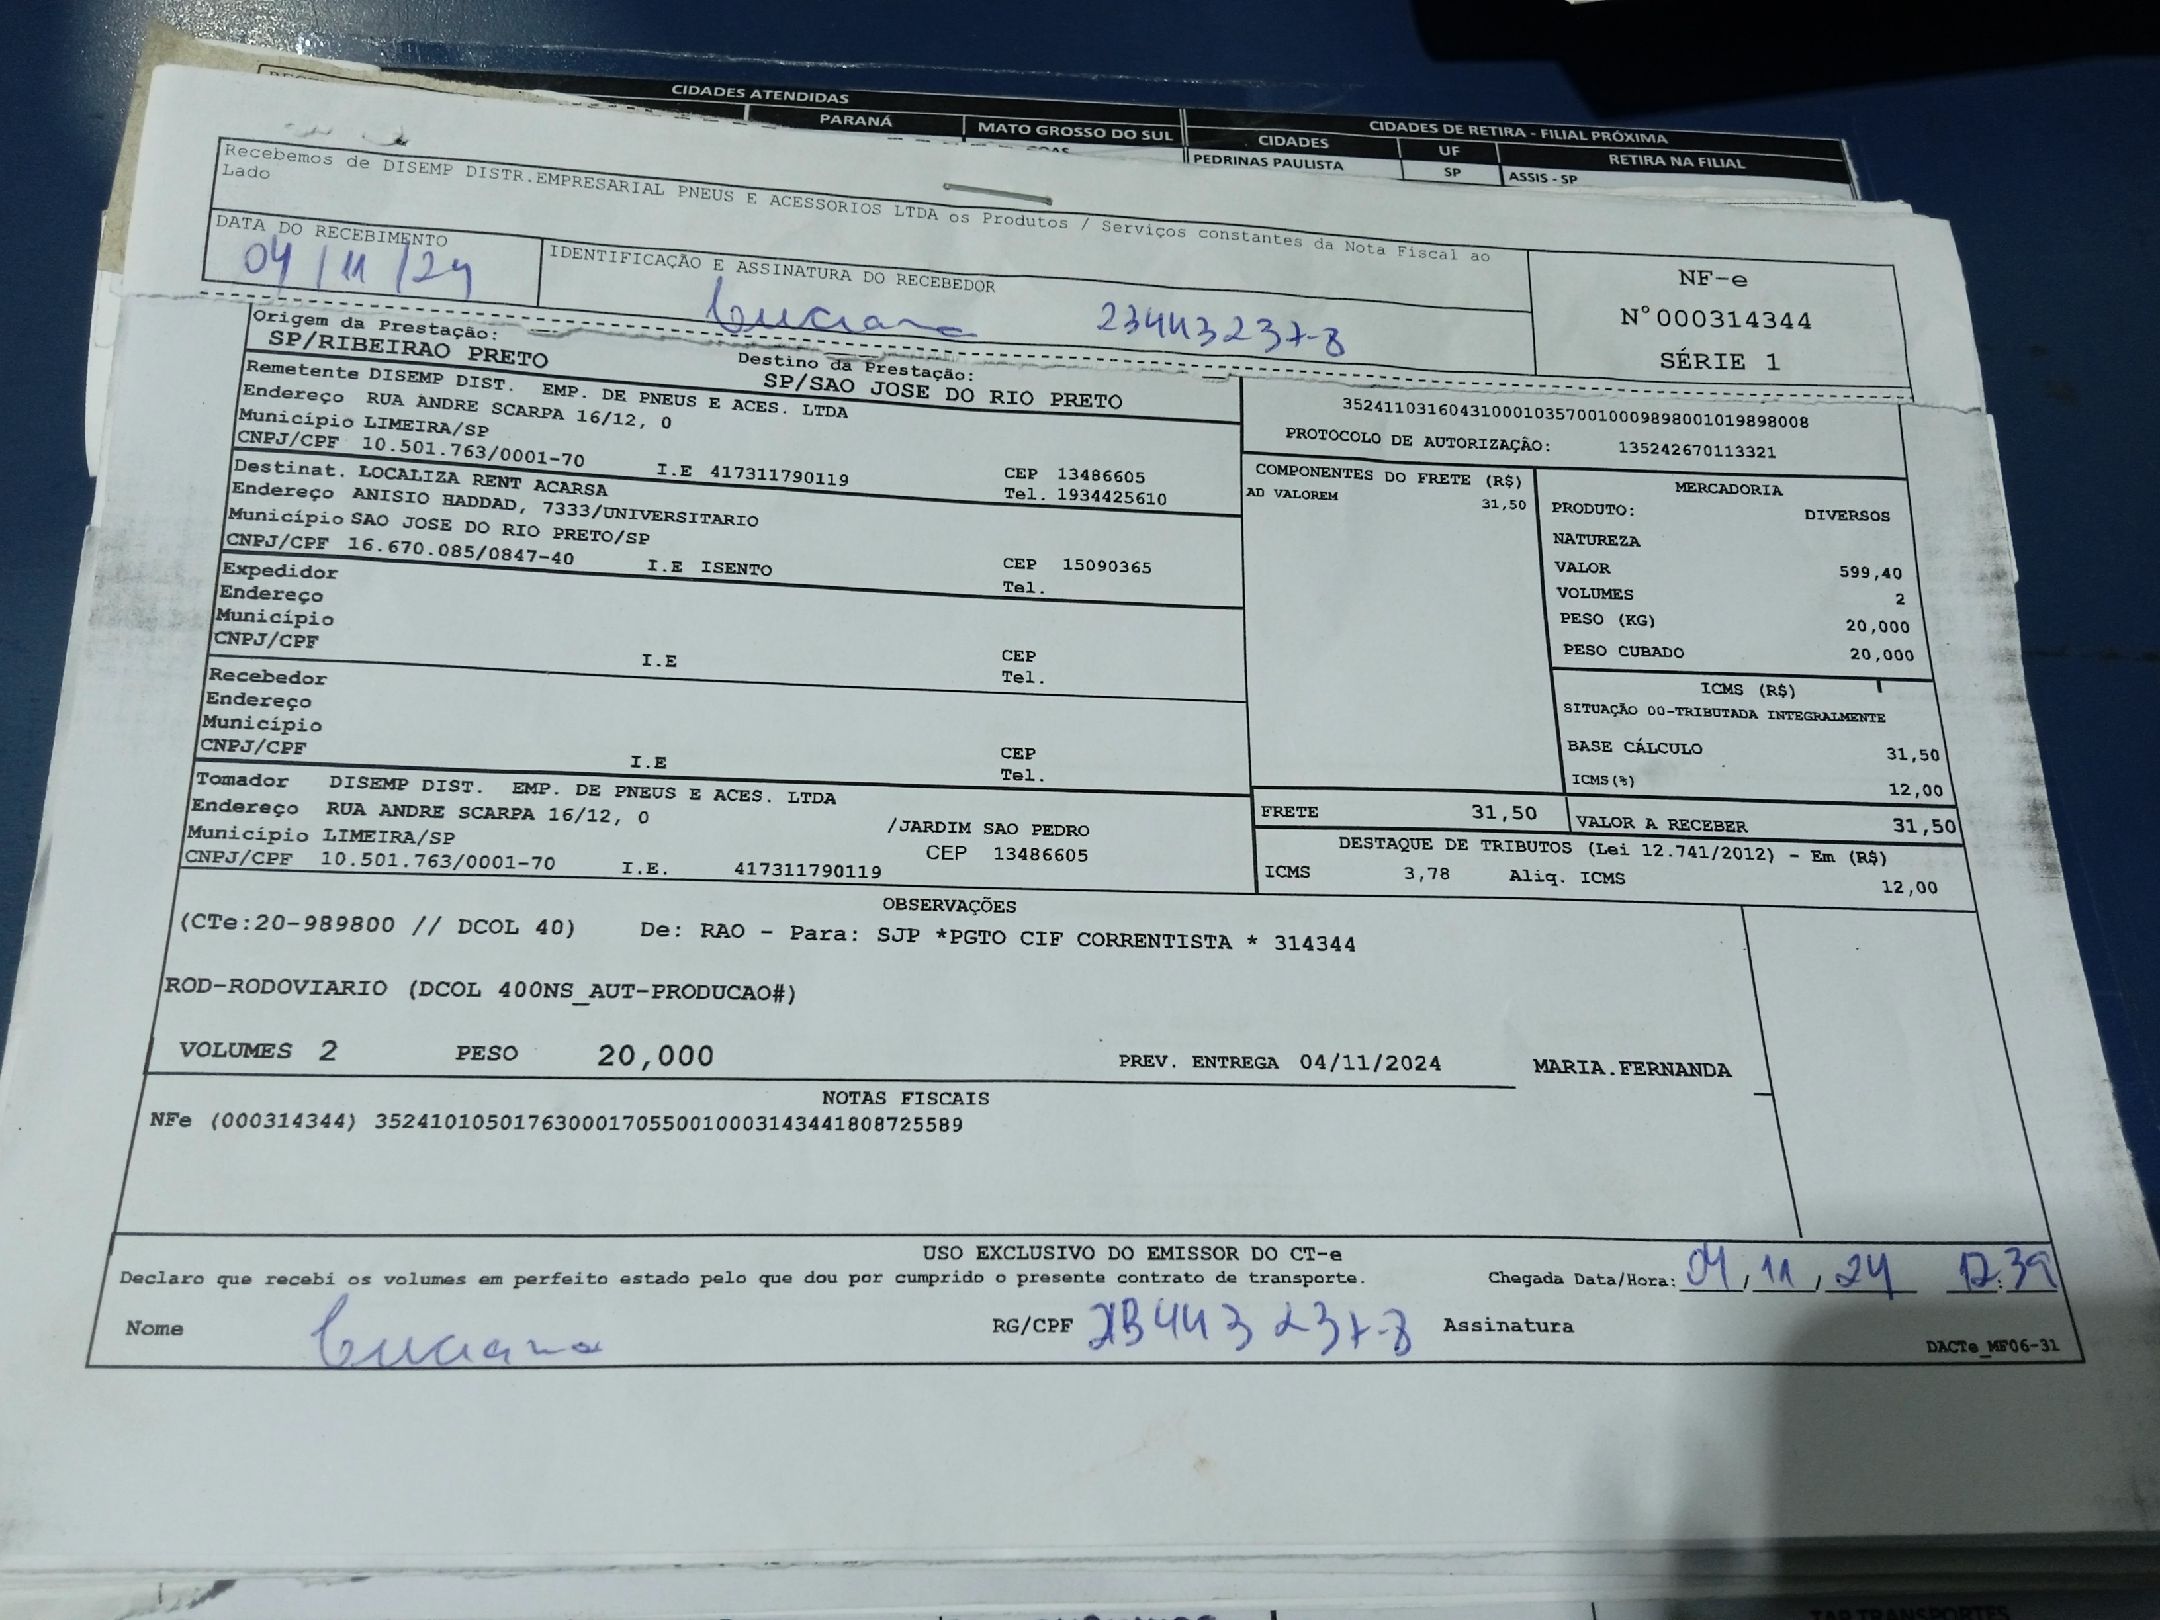 CIDADES ATENDIDAS
PARANÁ
MATO GROSSO DO SUL
CIDADES DE RETIRA - FILIAL PRÓXIMA
CIDADES
UF
RETIRA NA FILIAL
PEDRINAS PAULISTA
SP
ASSIS - SP
Recebemos de DISEMP DISTR.EMPRESARIAL PNEUS E ACESSORIOS LTDA os Produtos / Serviços constantes da Nota Fiscal ao
Lado
DATA DO RECEBIMENTO
04/11/24
IDENTIFICAÇÃO E ASSINATURA DO RECEBEDOR
Luciana 23443237-8
NF-e
N°000314344
SÉRIE 1
Origem da Prestação:
SP/RIBEIRAO PRETO
Destino da Prestação:
SP/SAO JOSE DO RIO PRETO
Remetente DISEMP DIST. EMP. DE PNEUS E ACES. LTDA
Endereço RUA ANDRE SCARPA 16/12, 0
Município LIMEIRA/SP
CEP 13486605
CNPJ/CPF 10.501.763/0001-70 I.E 417311790119
Tel. 1934425610
Destinat. LOCALIZA RENT ACARSA
Endereço ANISIO HADDAD, 7333/UNIVERSITARIO
Município SAO JOSE DO RIO PRETO/SP
CEP 15090365
CNPJ/CPF 16.670.085/0847-40 I.E ISENTO
Tel.
Expedidor
Endereço
Município
CEP
CNPJ/CPF I.E
Tel.
Recebedor
Endereço
Município
CEP
CNPJ/CPF I.E
Tel.
Tomador DISEMP DIST. EMP. DE PNEUS E ACES. LTDA
Endereço RUA ANDRE SCARPA 16/12, 0 /JARDIM SAO PEDRO
Município LIMEIRA/SP CEP 13486605
CNPJ/CPF 10.501.763/0001-70 I.E. 417311790119
35241103160431000103570010009898001019898008
PROTOCOLO DE AUTORIZAÇÃO: 135242670113321
COMPONENTES DO FRETE (R$)
AD VALOREM 31,50
MERCADORIA
PRODUTO: DIVERSOS
NATUREZA
VALOR 599,40
VOLUMES 2
PESO (KG) 20,000
PESO CUBADO 20,000
ICMS (R$)
SITUAÇÃO 00-TRIBUTADA INTEGRALMENTE
BASE CÁLCULO 31,50
ICMS(%) 12,00
FRETE 31,50
VALOR A RECEBER 31,50
DESTAQUE DE TRIBUTOS (Lei 12.741/2012) - Em (R$)
ICMS 3,78 Aliq. ICMS 12,00
OBSERVAÇÕES
(CTe:20-989800 // DCOL 40) De: RAO - Para: SJP *PGTO CIF CORRENTISTA * 314344
ROD-RODOVIARIO (DCOL 400NS_AUT-PRODUCAO#)
VOLUMES 2 PESO 20,000 PREV. ENTREGA 04/11/2024 MARIA.FERNANDA
NOTAS FISCAIS
NFe (000314344) 35241010501763000170550010003143441808725589
USO EXCLUSIVO DO EMISSOR DO CT-e
Declaro que recebi os volumes em perfeito estado pelo que dou por cumprido o presente contrato de transporte.
Chegada Data/Hora: 04/11/24 12:39
Nome Luciana RG/CPF 23443237-8 Assinatura
DACTe_MF06-31